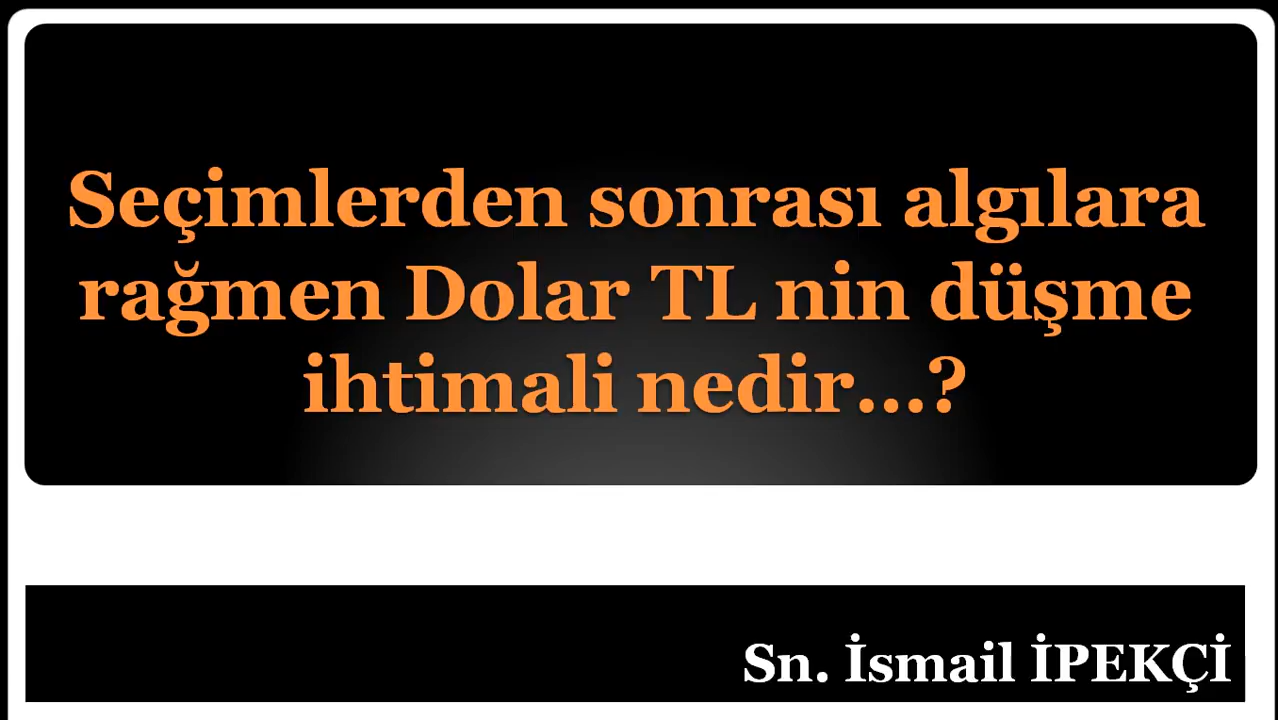 Seçimlerden sonrası algılara
rağmen Dolar TL nin düşme
ihtimali nedir...?
Sn. İsmail İPEKÇİ